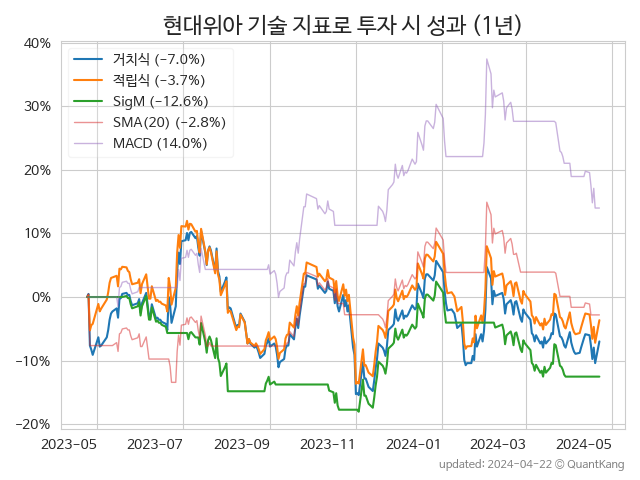 현대위아 기술 지표로 투자 시 성과 (1년)
40%
30%
20%
10%
0%
−10%
−20%
거치식 (−7.0%)
적립식 (−3.7%)
SigM (−12.6%)
SMA(20) (−2.8%)
MACD (14.0%)
2023-05
2023-07
2023-09
2023-11
2024-01
2024-03
2024-05
updated: 2024-04-22 © QuantKang